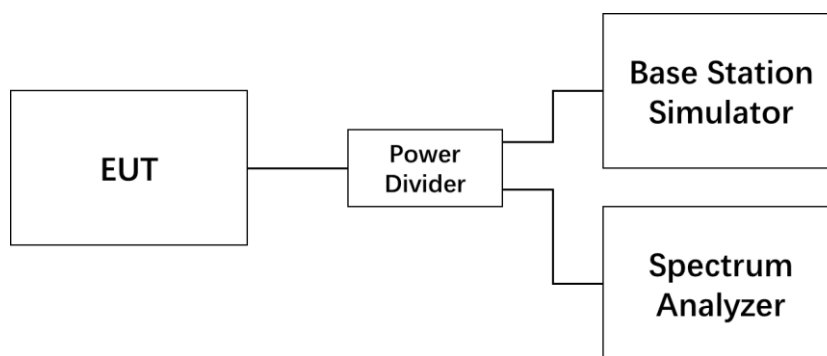 EUT
Power
Divider
Base Station
Simulator
Spectrum
Analyzer